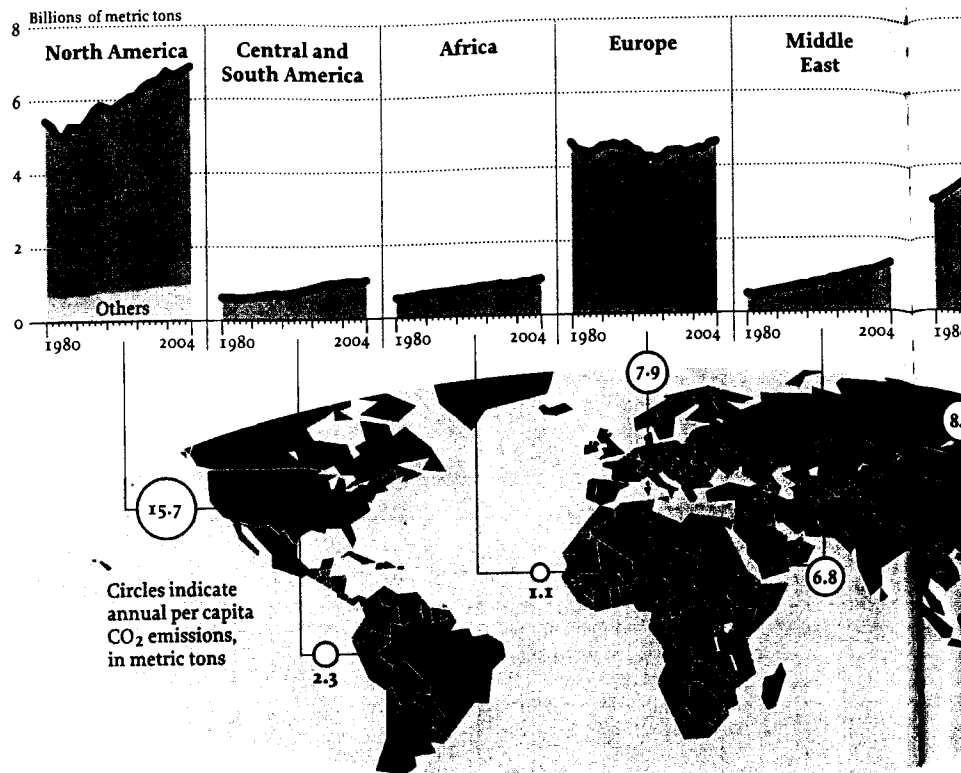 Billions of metric tons
8
6
4
2
0
North America
Others
1980 2004
Central and
South America
1980 2004
Africa
1980 2004
Europe
1980 2004
Middle
East
1980 2004
198
15.7
2.3
1.1
7.9
6.8
8.
Circles indicate
annual per capita
CO₂ emissions,
in metric tons